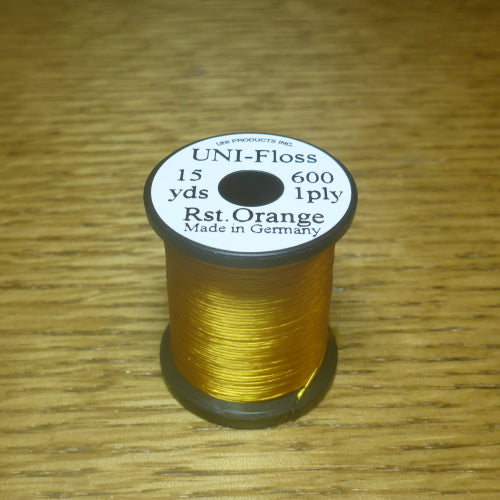 UNI PRODUCTS INC.
UNI-Floss
15 600
yds 1ply
Rst. Orange
Made in Germany